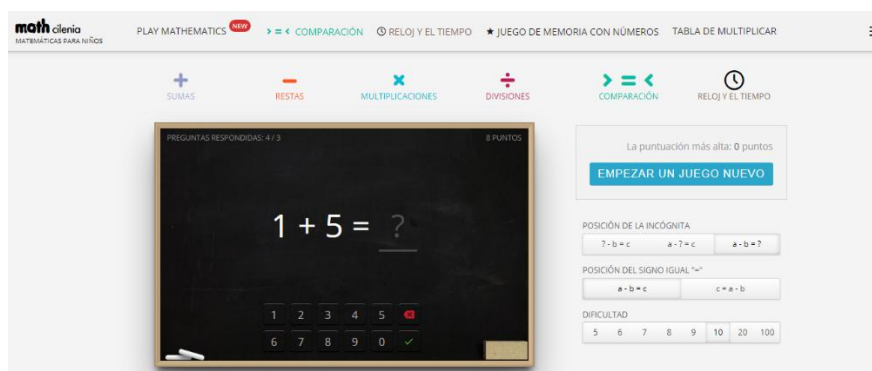 math cilenia
MATEMÁTICAS PARA NIÑOS
PLAY MATHEMATICS NEW
> = < COMPARACIÓN
RELOJ Y EL TIEMPO
★ JUEGO DE MEMORIA CON NÚMEROS
TABLA DE MULTIPLICAR
+ − × ÷ > = <
SUMAS RESTAS MULTIPLICACIONES DIVISIONES COMPARACIÓN RELOJ Y EL TIEMPO
PREGUNTAS RESPONDIDAS: 4 / 3 8 PUNTOS
1 + 5 = ?
1 2 3 4 5
6 7 8 9 0 ✓
La puntuación más alta: 0 puntos
EMPEZAR UN JUEGO NUEVO
POSICIÓN DE LA INCÓGNITA
? - b = c a - ? = c a - b = ?
POSICIÓN DEL SIGNO IGUAL "="
a - b = c c = a - b
DIFICULTAD
5 6 7 8 9 10 20 100